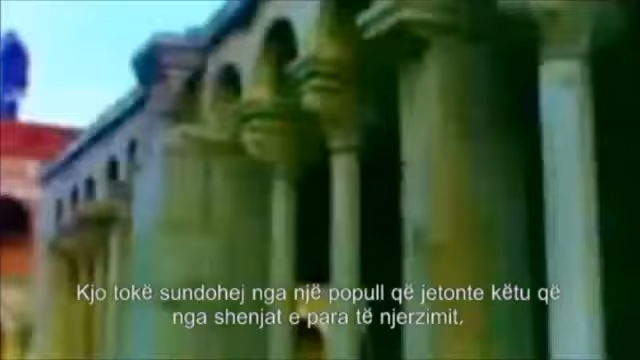 Kjo tokë sundohej nga një popull që jetonte këtu që
nga shenjat e para të njerzimit,